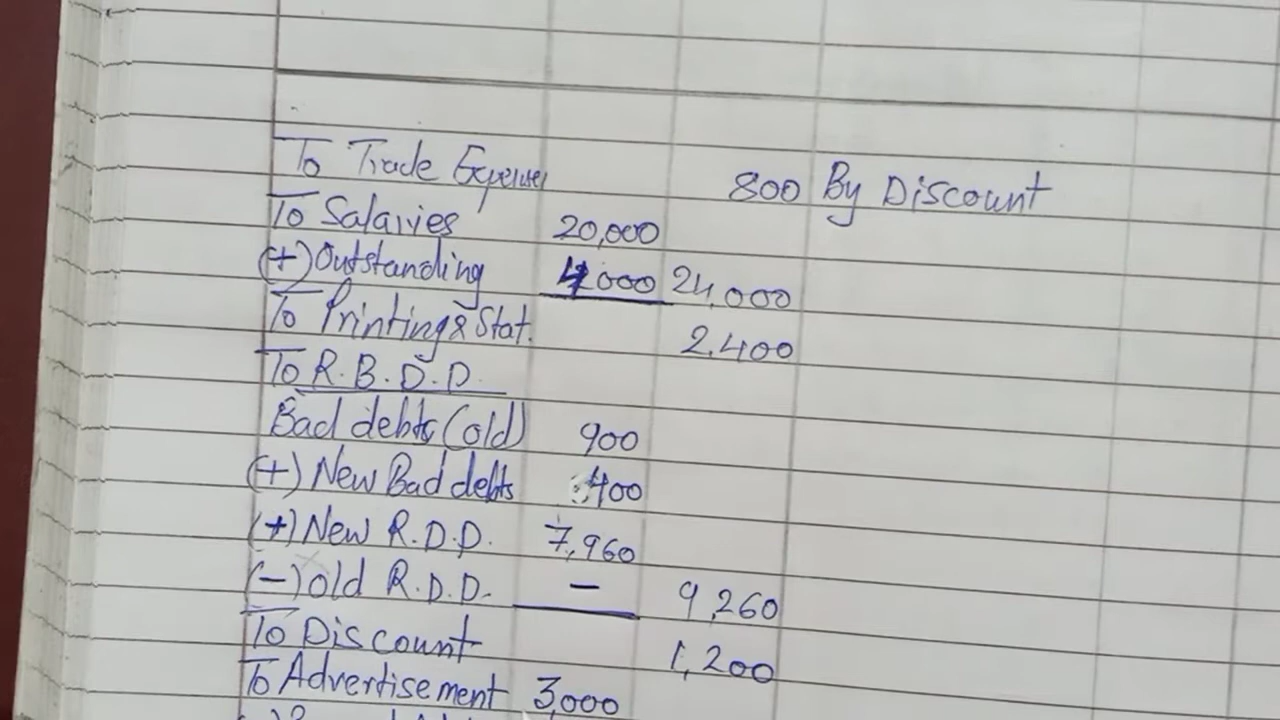 To Trade Expenses 800 By Discount
To Salaries 20,000
(+) Outstanding 4000 24,000
To Printing & Stat. 2,400
To R.B.D.D.
Bad debts (old) 900
(+) New Bad debts 400
(+) New R.D.D. 7,960
(-) old R.D.D. - 9,260
To Discount 1,200
To Advertisement 3,000